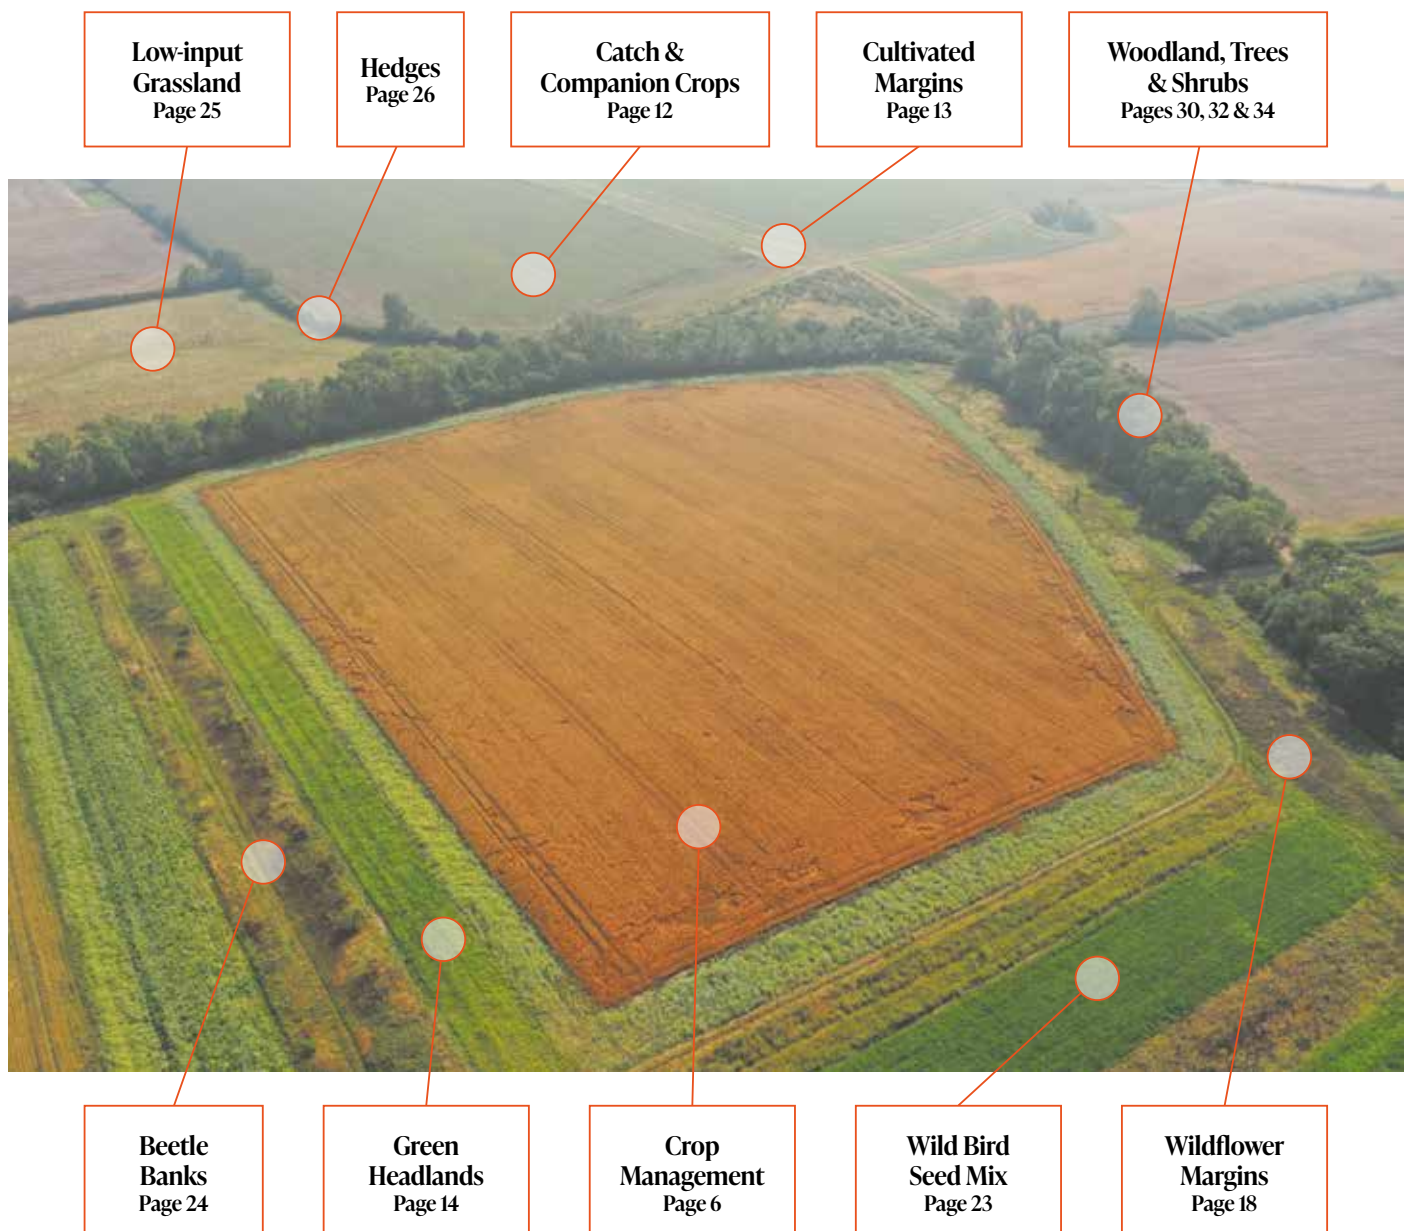 Low-input
Grassland
Page 25
Hedges
Page 26
Catch &
Companion Crops
Page 12
Cultivated
Margins
Page 13
Woodland, Trees
& Shrubs
Pages 30, 32 & 34
Beetle
Banks
Page 24
Green
Headlands
Page 14
Crop
Management
Page 6
Wild Bird
Seed Mix
Page 23
Wildflower
Margins
Page 18